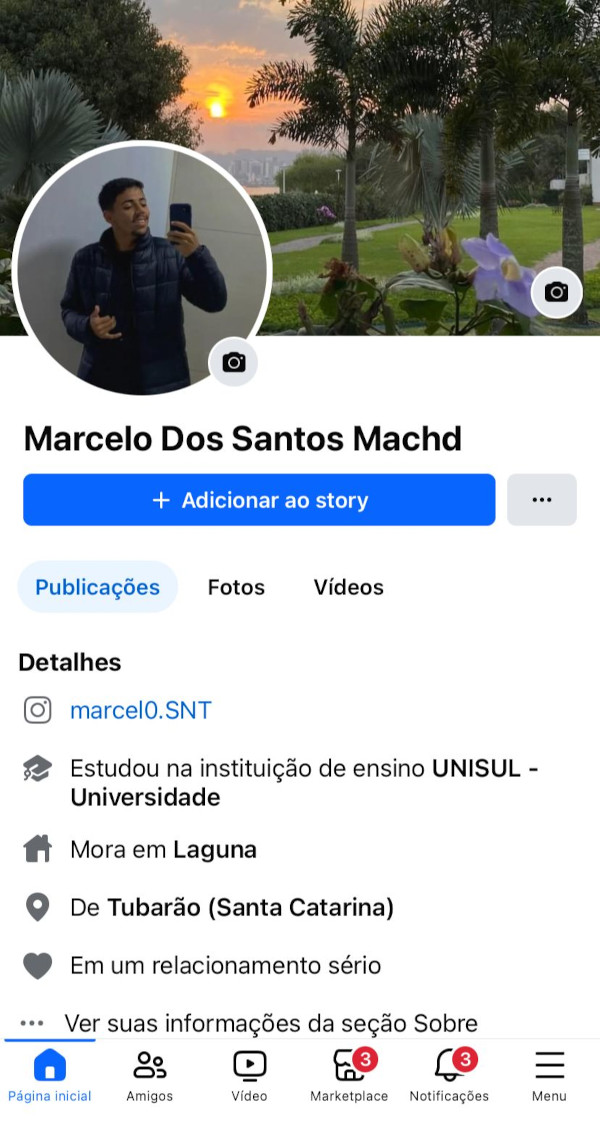 Marcelo Dos Santos Machd
+ Adicionar ao story
Publicações
Fotos
Vídeos
Detalhes
marcel0.SNT
Estudou na instituição de ensino UNISUL -
Universidade
Mora em Laguna
De Tubarão (Santa Catarina)
Em um relacionamento sério
Ver suas informações da seção Sobre
3
3
Página inicial
Amigos
Vídeo
Marketplace
Notificações
Menu